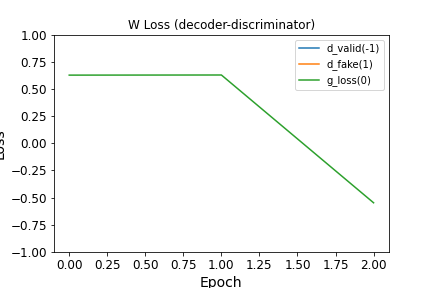 W Loss (decoder-discriminator)
1.00
0.75
0.50
0.25
0.00
−0.25
−0.50
−0.75
−1.00
d_valid(-1)
d_fake(1)
g_loss(0)
0.00 0.25 0.50 0.75 1.00 1.25 1.50 1.75 2.00
Epoch